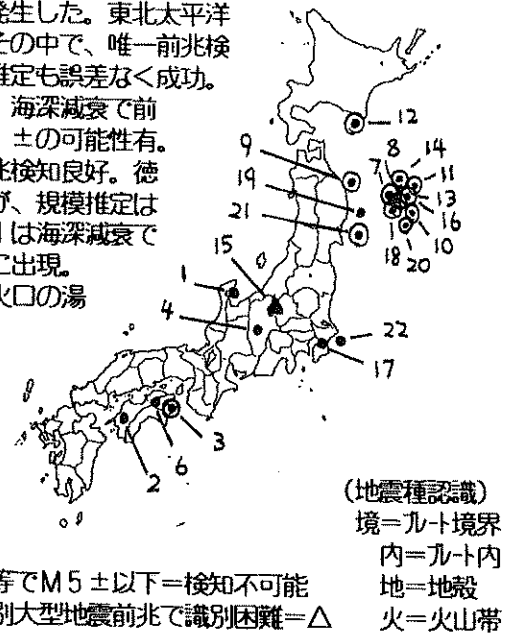 発生した。東北太平洋
その中で、唯一前兆検
推定も誤差なく成功。
海深減衰で前
±の可能性有。
兆検知良好。徳
が、規模推定は
は海深減衰で
に出現。
火口の湯
12
14
8
9
7
11
19
13
21
16
10
1
18
20
15
1
4
22
17
3
6
2
(地震種認識)
境=プレート境界
内=プレート内
地=地殻
火=火山帯
等でM5±以下=検知不可能
別大型地震前兆で識別困難=△